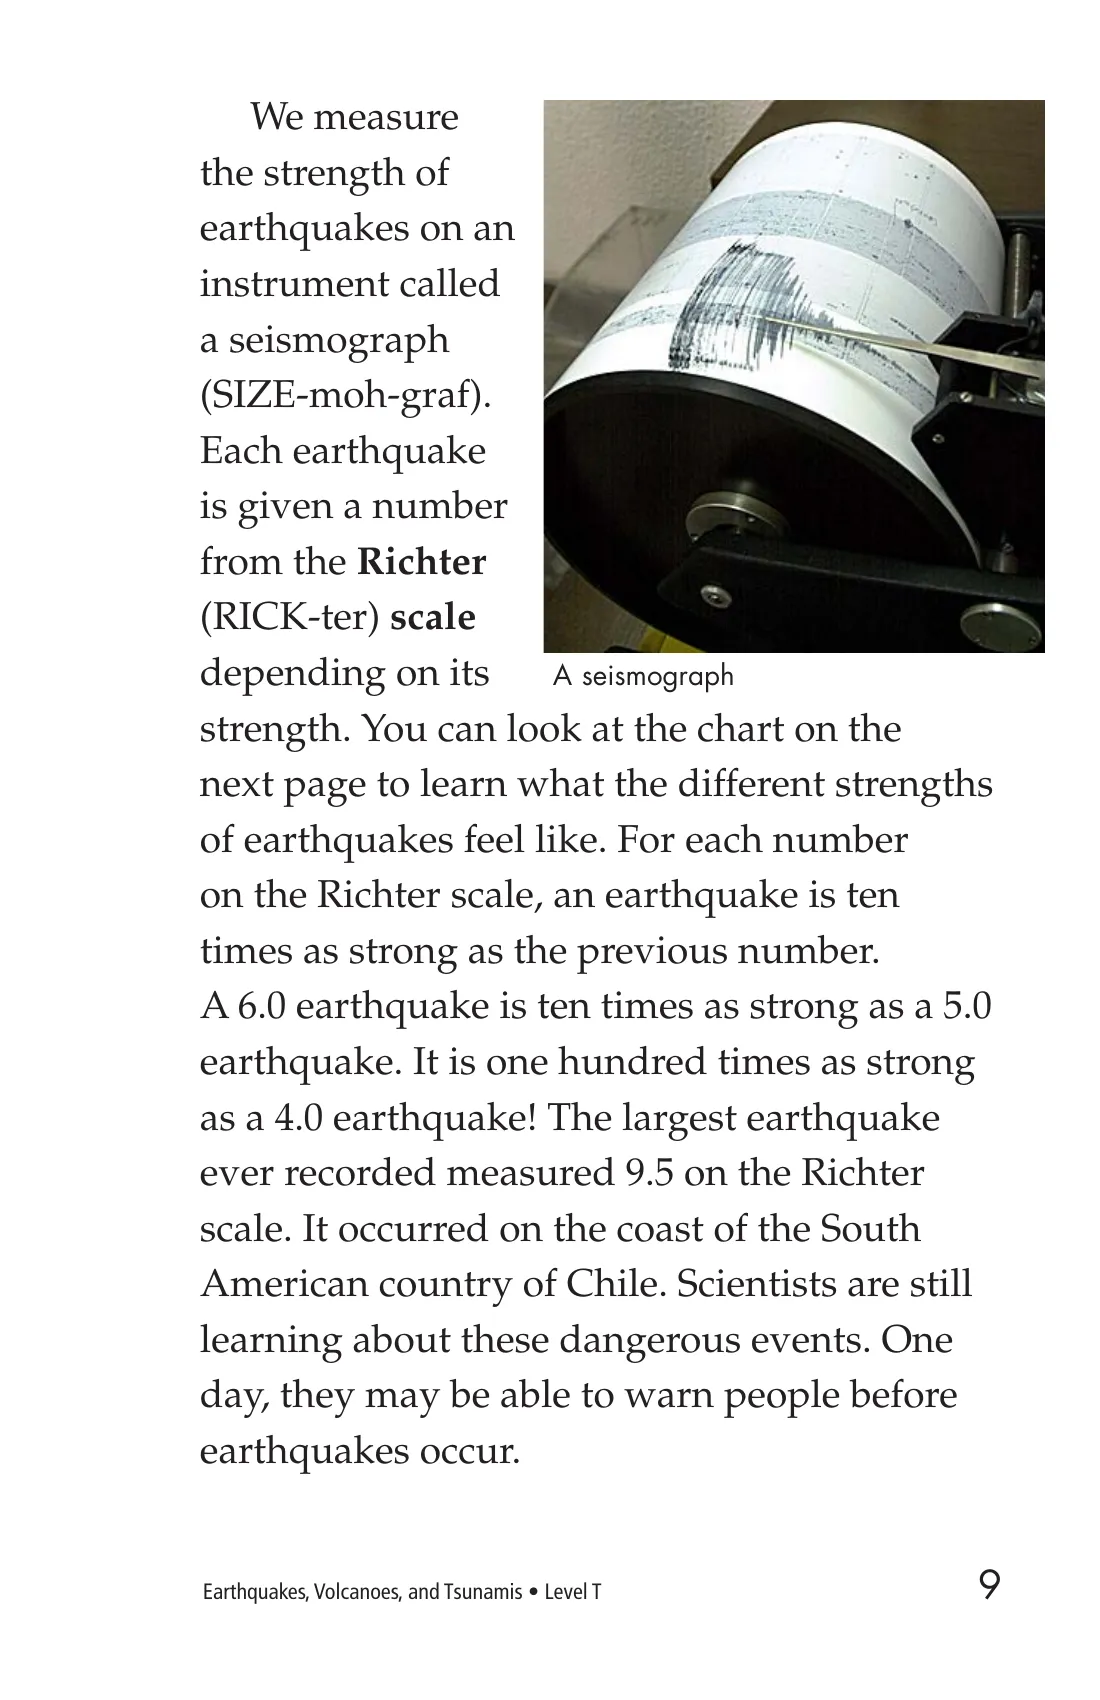 We measure
the strength of
earthquakes on an
instrument called
a seismograph
(SIZE-moh-graf).
Each earthquake
is given a number
from the Richter
(RICK-ter) scale
depending on its
A seismograph
strength. You can look at the chart on the
next page to learn what the different strengths
of earthquakes feel like. For each number
on the Richter scale, an earthquake is ten
times as strong as the previous number.
A 6.0 earthquake is ten times as strong as a 5.0
earthquake. It is one hundred times as strong
as a 4.0 earthquake! The largest earthquake
ever recorded measured 9.5 on the Richter
scale. It occurred on the coast of the South
American country of Chile. Scientists are still
learning about these dangerous events. One
day, they may be able to warn people before
earthquakes occur.
Earthquakes, Volcanoes, and Tsunamis • Level T
9